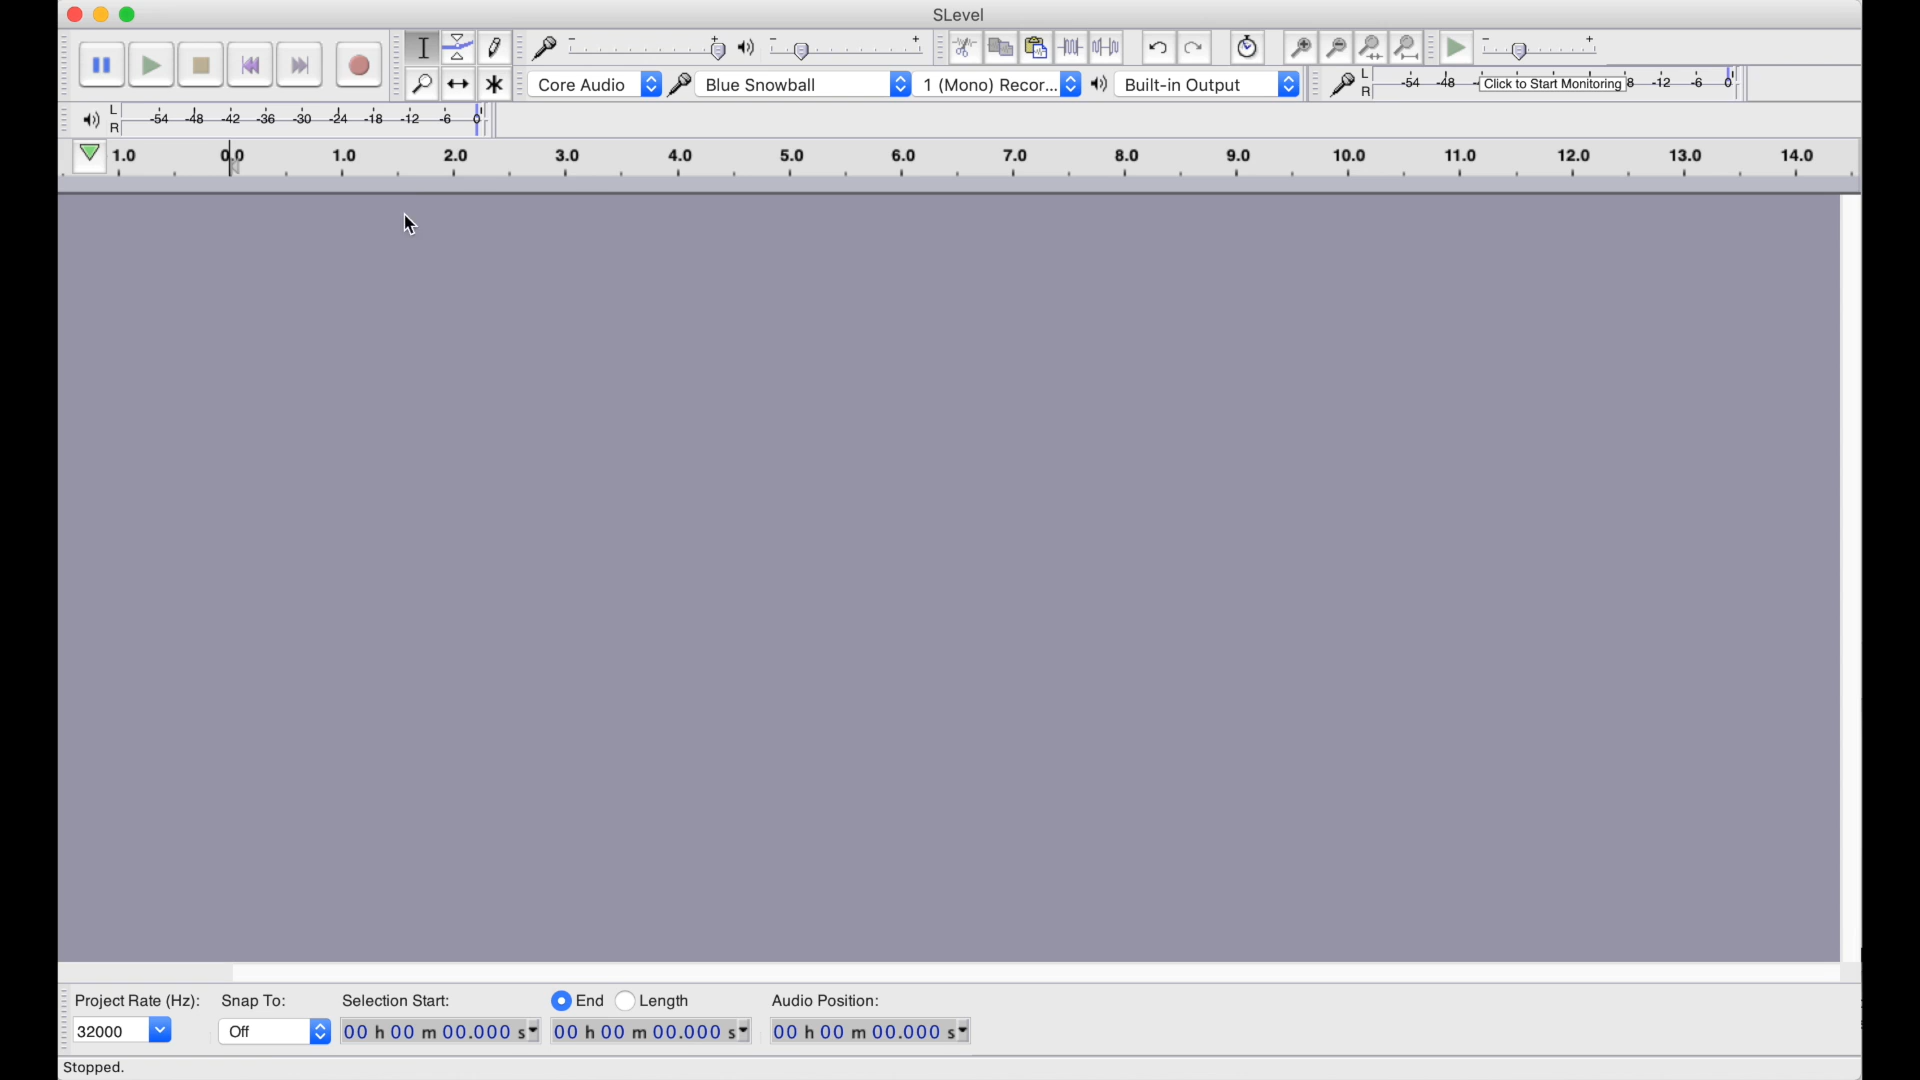 SLevel
Core Audio Blue Snowball 1 (Mono) Recor... Built-in Output L R -54 -48 - Click to Start Monitoring 8 -12 -6 0
L R -54 -48 -42 -36 -30 -24 -18 -12 -6 0
1.0 0.0 1.0 2.0 3.0 4.0 5.0 6.0 7.0 8.0 9.0 10.0 11.0 12.0 13.0 14.0
Project Rate (Hz): Snap To: Selection Start: End Length Audio Position:
32000 Off 00 h 00 m 00.000 s 00 h 00 m 00.000 s 00 h 00 m 00.000 s
Stopped.